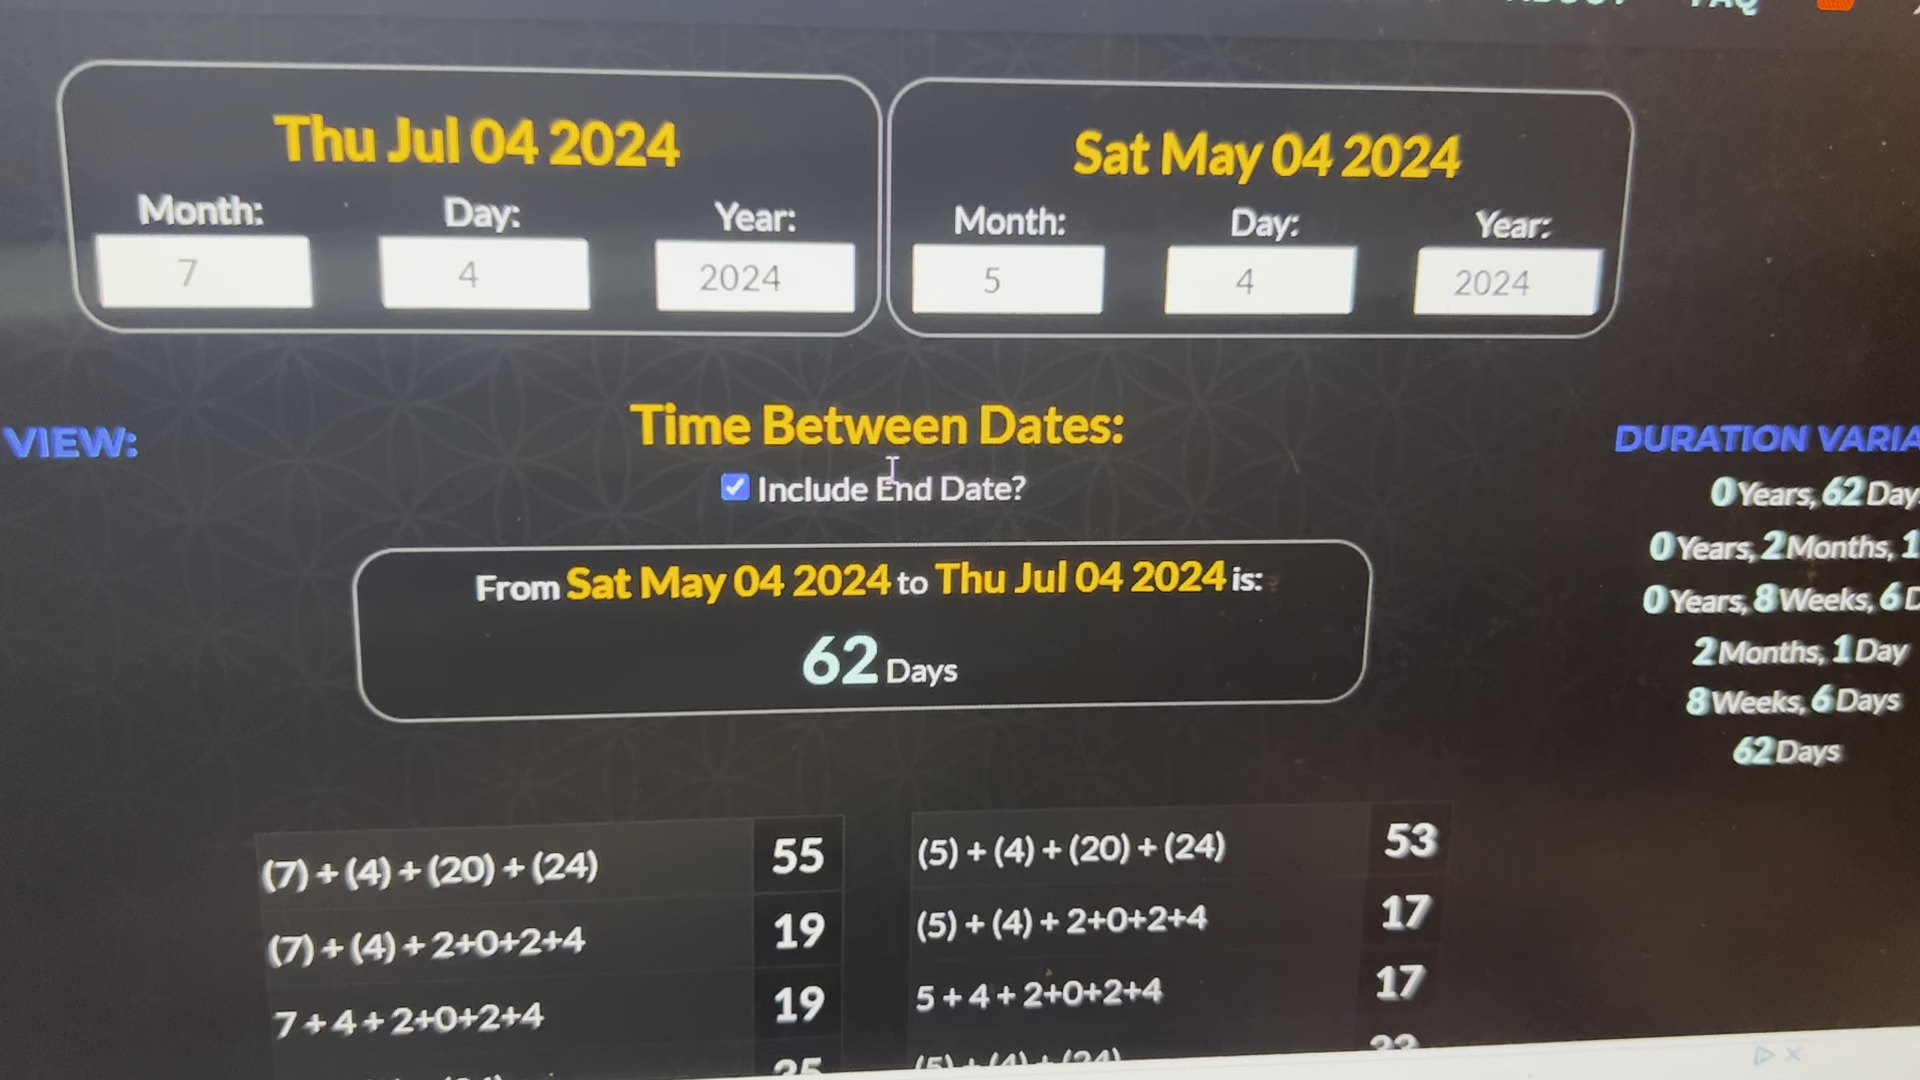 FAQ
Thu Jul 04 2024
Month: Day: Year:
7 4 2024
Sat May 04 2024
Month: Day: Year:
5 4 2024
VIEW:
Time Between Dates:
Include End Date?
From Sat May 04 2024 to Thu Jul 04 2024 is:
62 Days
DURATION VARIA
0 Years, 62 Day
0 Years, 2 Months, 1
0 Years, 8 Weeks, 6 D
2 Months, 1 Day
8 Weeks, 6 Days
62 Days
(7) + (4) + (20) + (24) 55
(7) + (4) + 2+0+2+4 19
7 + 4 + 2+0+2+4 19
(5) + (4) + (20) + (24) 53
(5) + (4) + 2+0+2+4 17
5 + 4 + 2+0+2+4 17
(5) + (4) + (24)